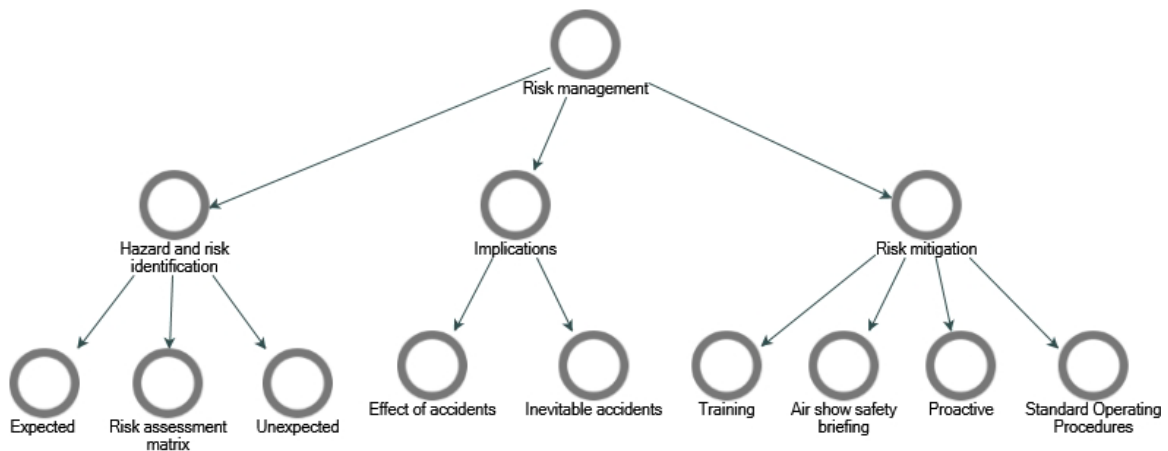 Risk management
Hazard and risk
identification
Implications
Risk mitigation
Expected
Risk assessment
matrix
Unexpected
Effect of accidents
Inevitable accidents
Training
Air show safety
briefing
Proactive
Standard Operating
Procedures